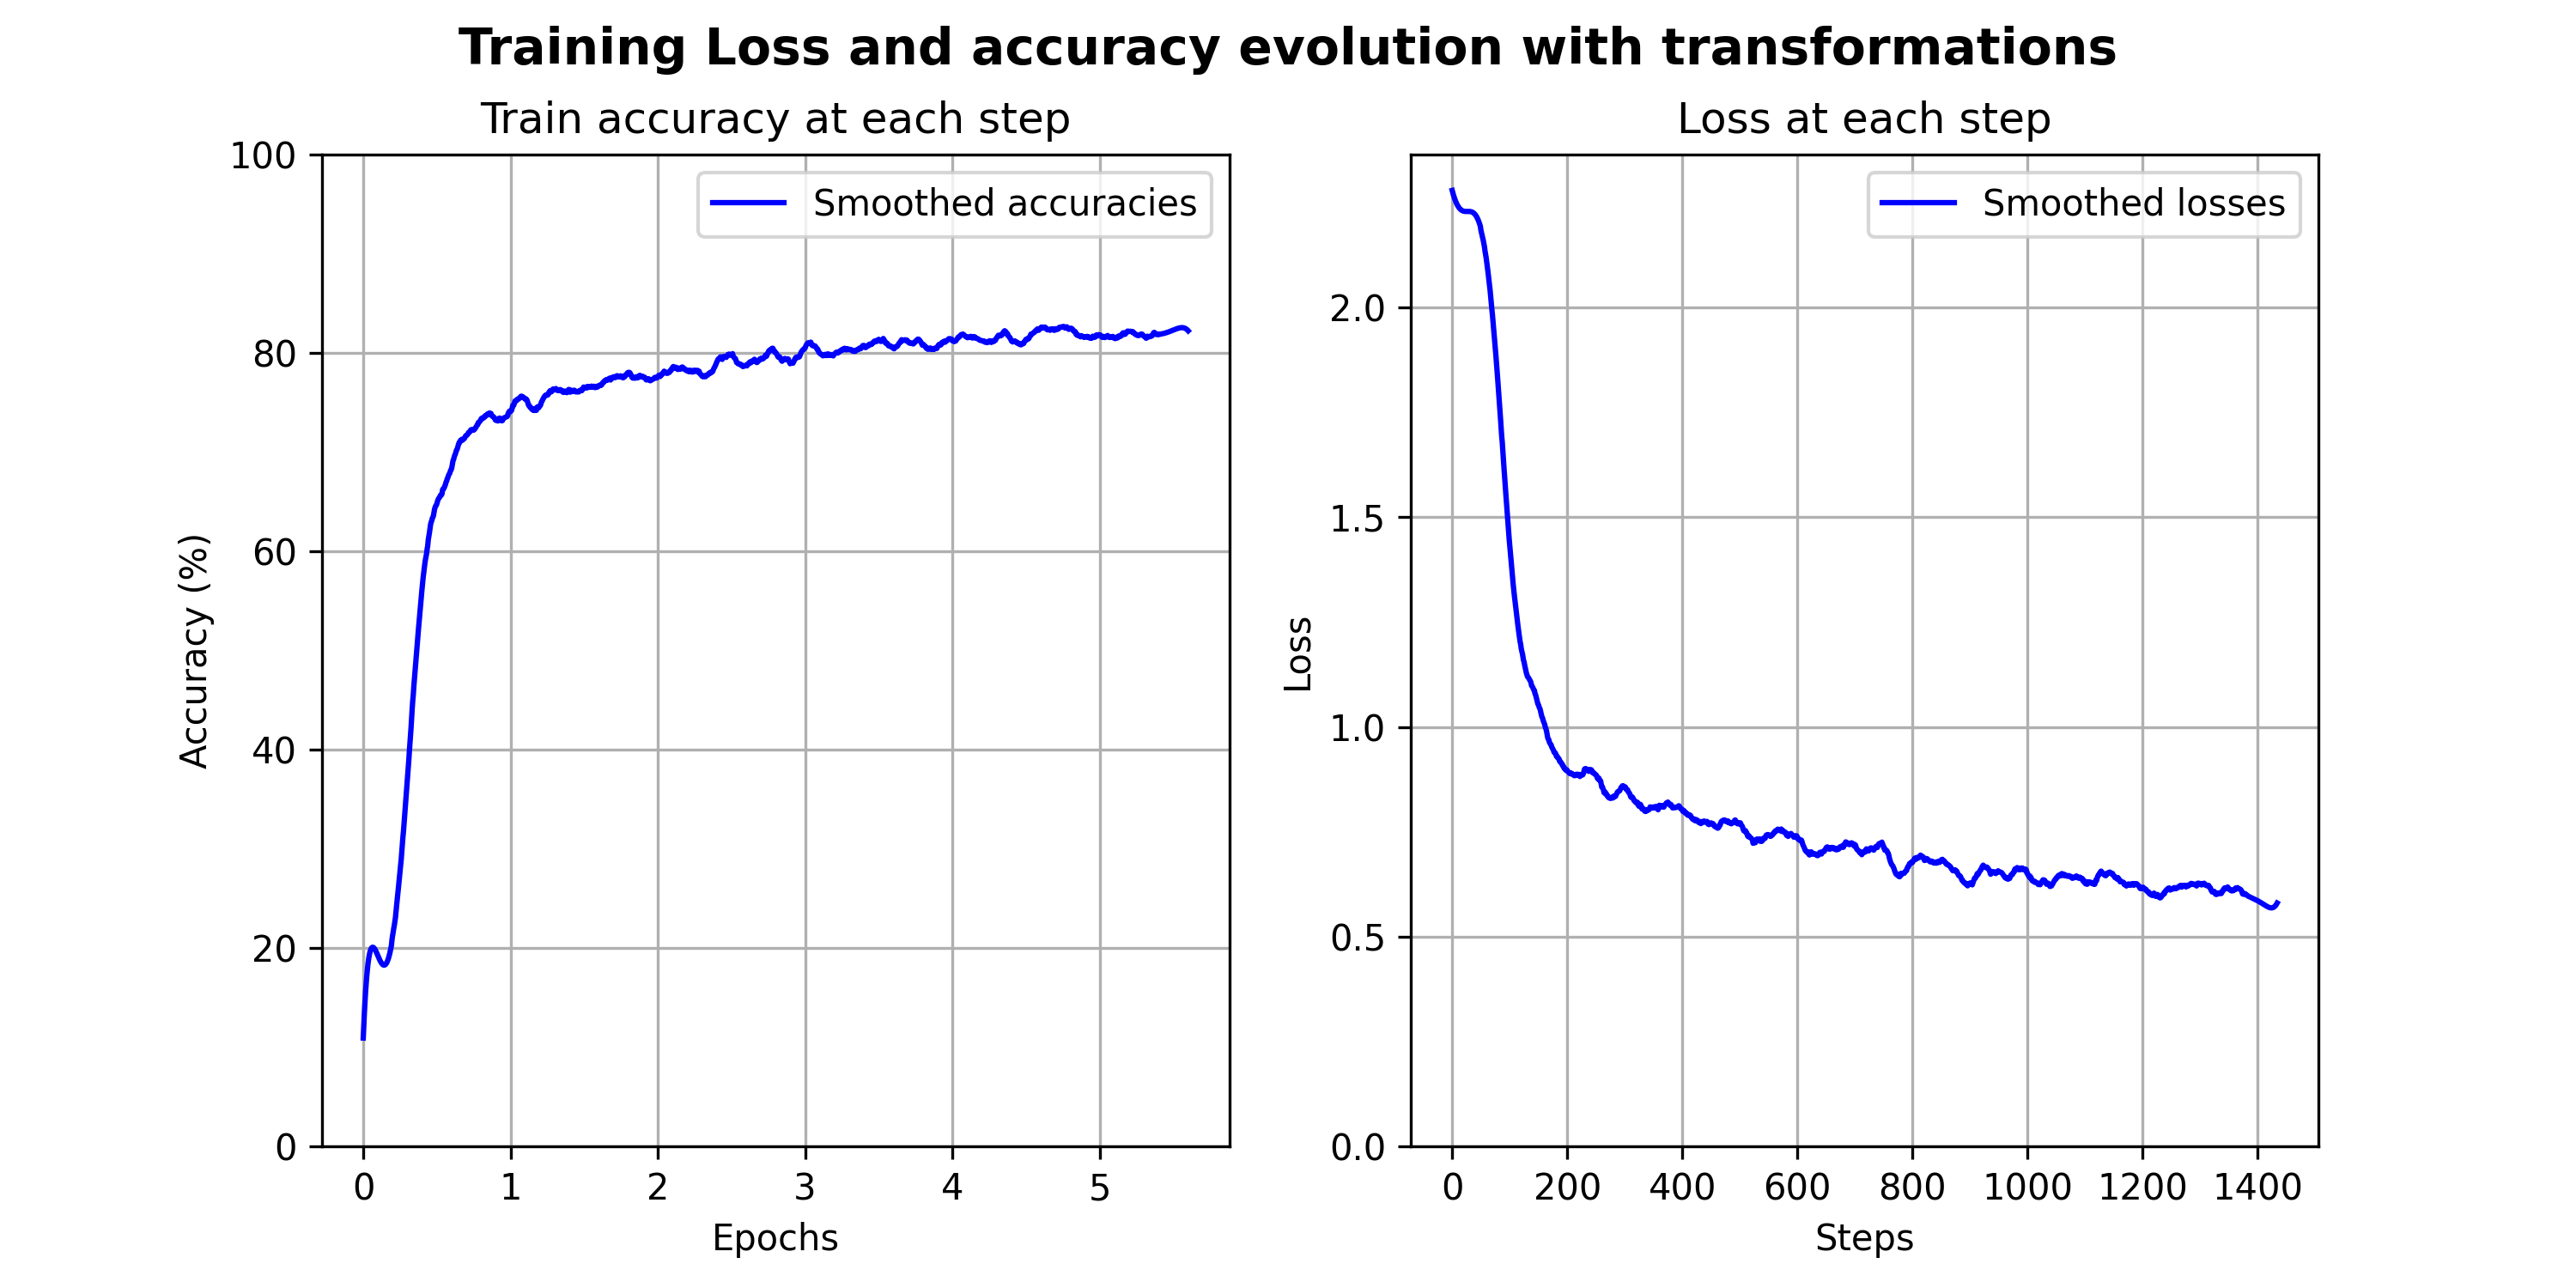 Training Loss and accuracy evolution with transformations
Train accuracy at each step
100
80
60
40
20
0
Accuracy (%)
Smoothed accuracies
0 1 2 3 4 5
Epochs
Loss at each step
2.0
1.5
1.0
0.5
0.0
Loss
Smoothed losses
0 200 400 600 800 1000 1200 1400
Steps